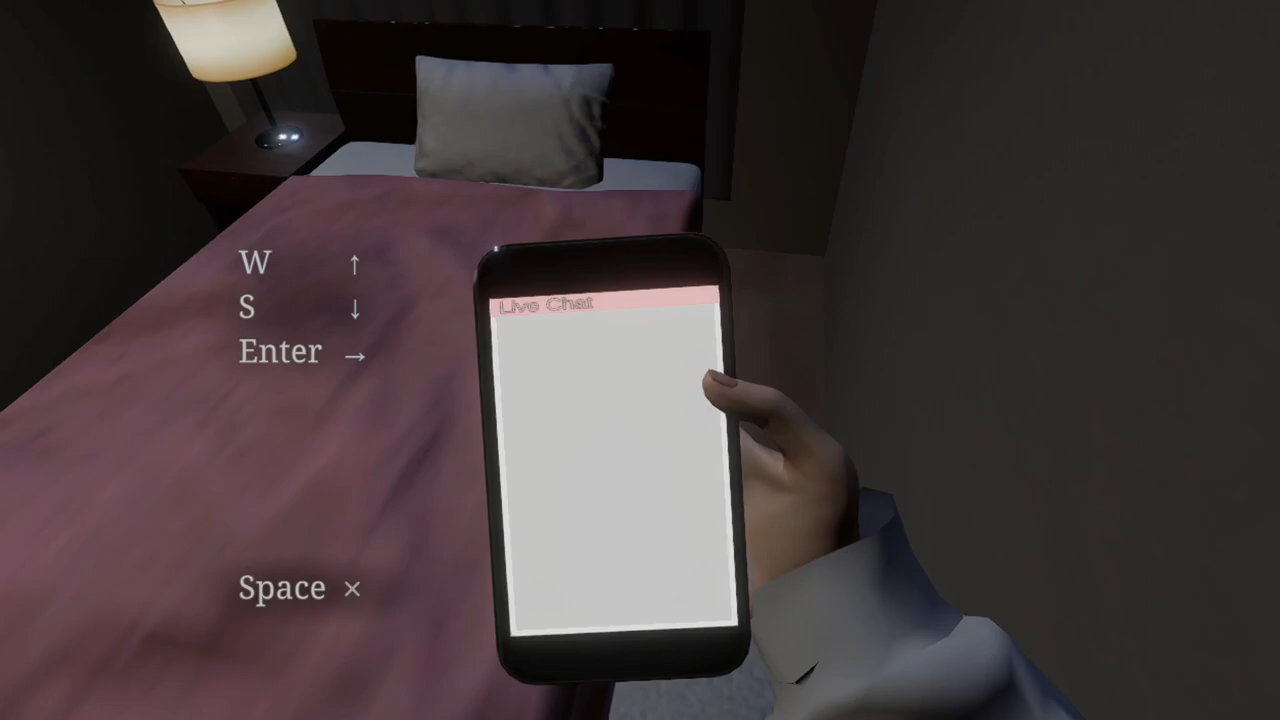 W ↑
S ↓
Enter →
Live Chat
Space ×